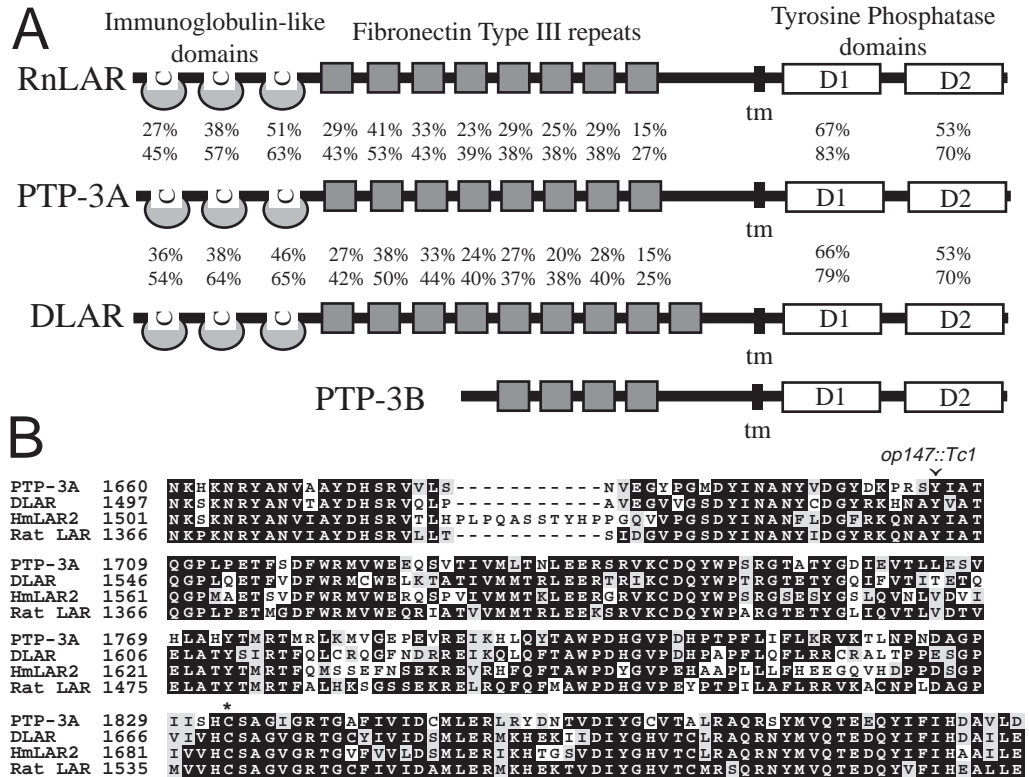 A
Immunoglobulin-like domains
Fibronectin Type III repeats
Tyrosine Phosphatase domains
RnLAR C C C D1 D2
tm
27% 38% 51% 29% 41% 33% 23% 29% 25% 29% 15% 67% 53%
45% 57% 63% 43% 53% 43% 39% 38% 38% 38% 27% 83% 70%
PTP-3A C C C D1 D2
tm
36% 38% 46% 27% 38% 33% 24% 27% 20% 28% 15% 66% 53%
54% 64% 65% 42% 50% 44% 40% 37% 38% 40% 25% 79% 70%
DLAR C C C D1 D2
tm
PTP-3B D1 D2
tm
B
op147::Tc1
PTP-3A 1660 NKHKNRYANVAAYDHSRVVLS-----------NVEGYPGMDYINANYVDGYDKPRSYIAT
DLAR 1497 NKSKNRYANVTAYDHSRVQLP-----------NVEGVVGSDYINANYCDGYRKHNAYVAT
HmLAR2 1501 NKSKNRYANVIAYDHSRVTLHPLPQASSTYHPPGQVVPGSDYINANFLDGFRKQNAYIAT
Rat LAR 1366 NKPKNRYANVIAYDHSRVLLT-----------SIDGVPGSDYINANYIDGYRKQNAYIAT
PTP-3A 1709 QGPLPETFSDFWRMVWEEQSVTIVMLTNLEERSRVKCDQYWPSRGTATYGDIEVTLLESV
DLAR 1546 QGPLQETFVDFWRMCWELKTATIVMMTRLEERTRIKCDQYWPTRGTETYGQIFVTITETQ
HmLAR2 1561 QGPMAETSVDFWRMVWEQRSPVIVMMTKLEERGRVKCDQYWPSRGSESYGSLQVNLVDVI
Rat LAR 1366 QGPLPETMGDFWRMVWEQRIATVVMMTRLEEKSRVKCDQYWPARGTETYGLIQVTLVDTV
PTP-3A 1769 HLAHYTMRTMRLKMVGEPEVREIKHLQYTAWPDHGVPDHPTPFLIFLKRVKTLNPNDAGP
DLAR 1606 ELATYSIRTFQLCRQGFNDRREIKQLQFTAWPDHGVPDHPAPFLQFLRRCRALTPPESGP
HmLAR2 1621 ELATYTMRTFQMSSEFNSEKREVRHFQFTAWPDYGVPEHAAPLLLFHEEGQVHDPPDSGP
Rat LAR 1475 ELATYTMRTFALHKSGSSEKRELRQFQFMAWPDHGVPEYPTPILAFLRRVKACNPLDAGP
*
PTP-3A 1829 IISHCSAGIGRTGAFIVIDCMLERLRYDNTVDIYGCVTALRAQRSYMVQTEEQYIFIHDAVLD
DLAR 1666 VIVHCSAGVGRTGCYIVIDSMLERMKHEKIIDIYGHVTCLRAQRNYMVQTEDQYIFIHDAILE
HmLAR2 1681 IVVHCSAGVGRTGVFVVLDSMLERIKHTGSVDIYGHVTCLRAQRNYMVQTEDQYIFIHAAILE
Rat LAR 1535 MVVHCSAGVGRTGCFIVIDAMLERMKHEKTVDIYGHVTCMRSQRNYMVQTEDQYVFIHEALLE